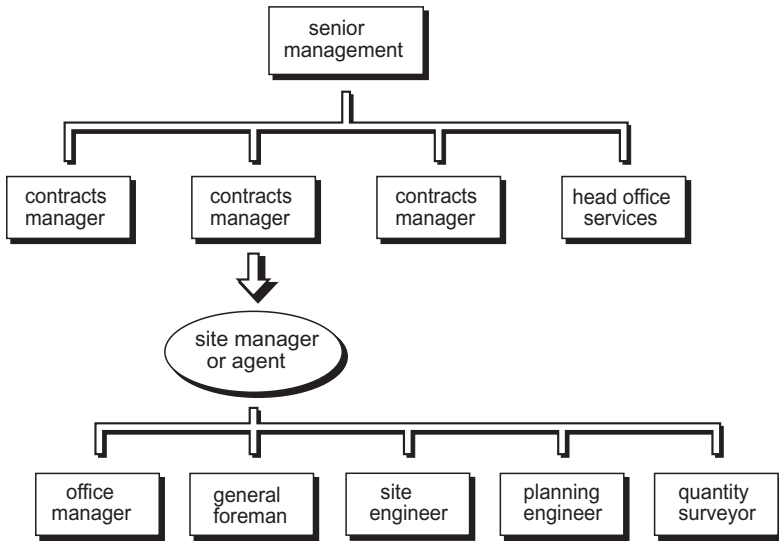 senior
management
contracts
manager
contracts
manager
contracts
manager
head office
services
site manager
or agent
office
manager
general
foreman
site
engineer
planning
engineer
quantity
surveyor